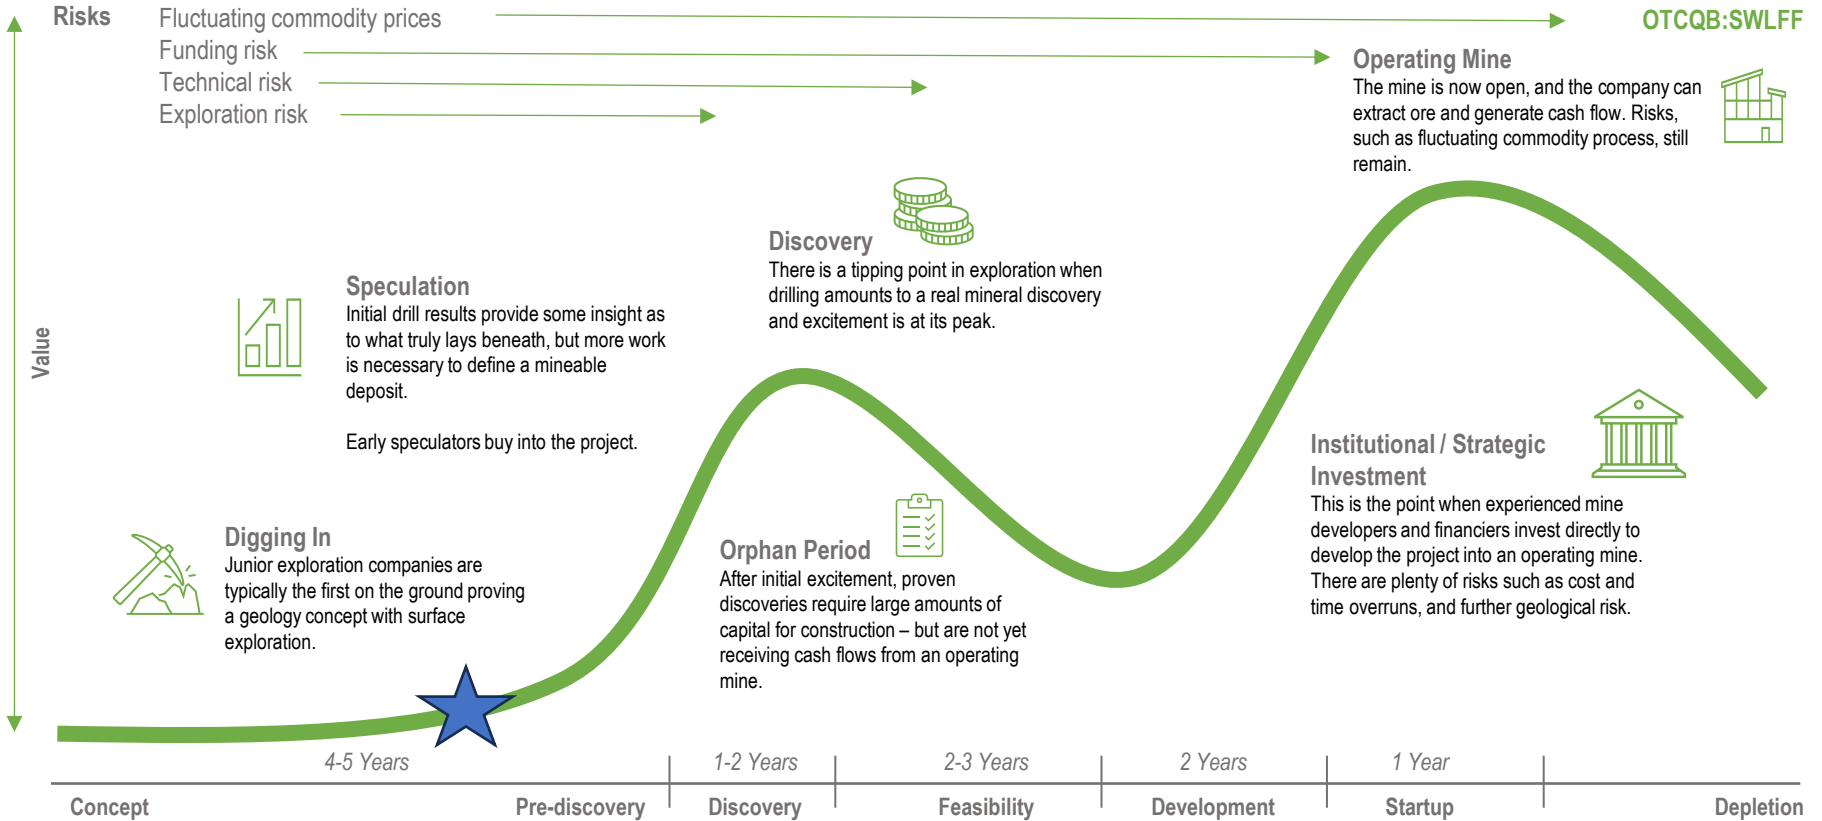 Risks
Fluctuating commodity prices
Funding risk
Technical risk
Exploration risk
OTCQB:SWLFF
Operating Mine
The mine is now open, and the company can
extract ore and generate cash flow. Risks,
such as fluctuating commodity process, still
remain.
Discovery
There is a tipping point in exploration when
drilling amounts to a real mineral discovery
and excitement is at its peak.
Speculation
Initial drill results provide some insight as
to what truly lays beneath, but more work
is necessary to define a mineable
deposit.
Early speculators buy into the project.
Value
Institutional / Strategic
Investment
This is the point when experienced mine
developers and financiers invest directly to
develop the project into an operating mine.
There are plenty of risks such as cost and
time overruns, and further geological risk.
Digging In
Junior exploration companies are
typically the first on the ground proving
a geology concept with surface
exploration.
Orphan Period
After initial excitement, proven
discoveries require large amounts of
capital for construction – but are not yet
receiving cash flows from an operating
mine.
4-5 Years
1-2 Years
2-3 Years
2 Years
1 Year
Concept
Pre-discovery
Discovery
Feasibility
Development
Startup
Depletion